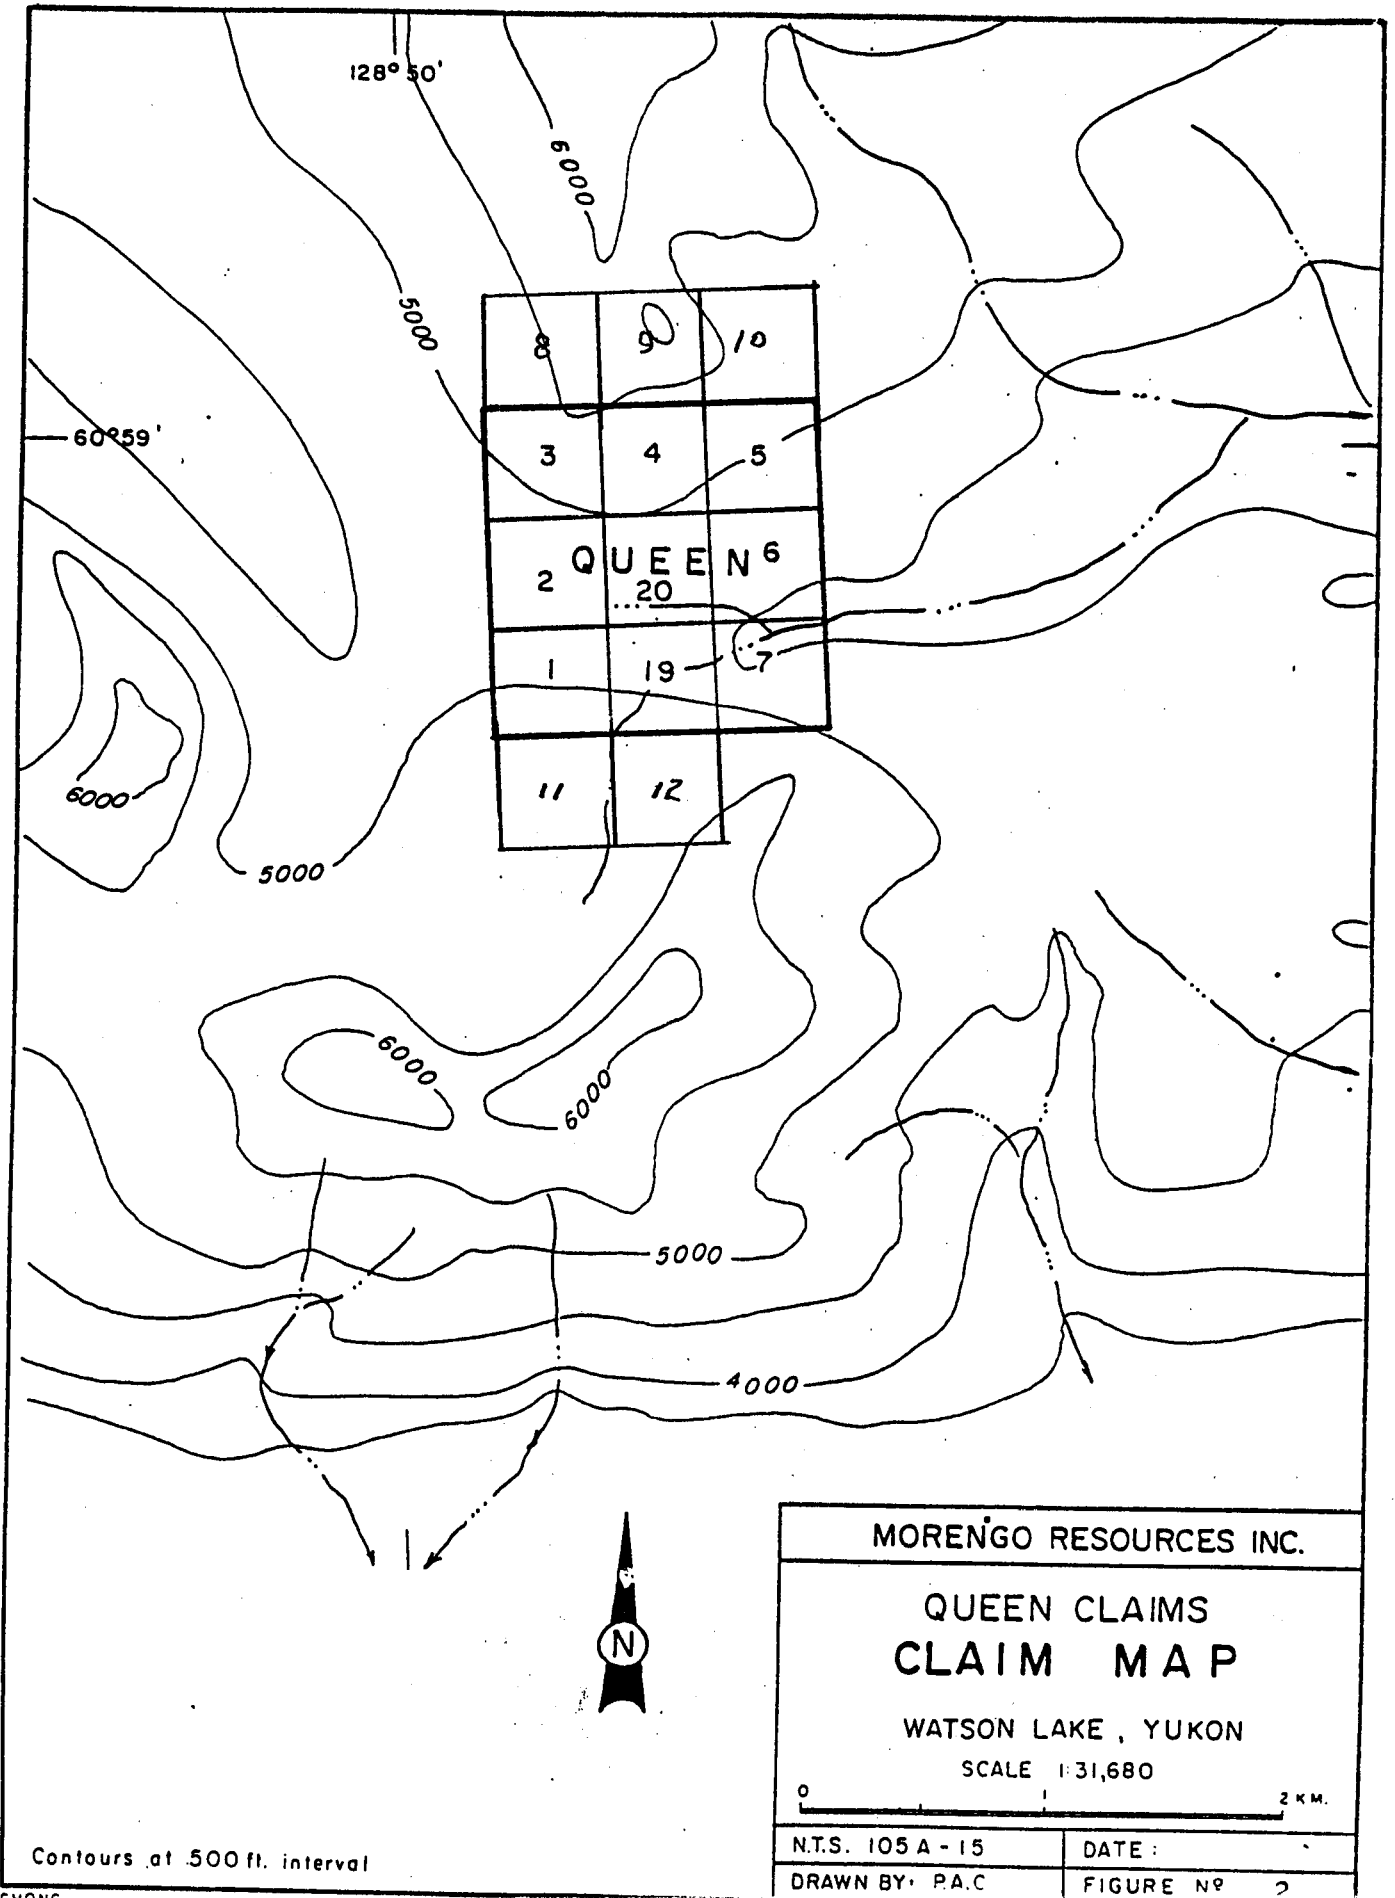 128° 50'
6000
5000
8
9
10
60°59'
3
4
5
QUEEN
6
2
20
1
19
7
6000
11
12
5000
6000
6000
5000
4000
N
MORENGO RESOURCES INC.
QUEEN CLAIMS
CLAIM MAP
WATSON LAKE, YUKON
SCALE 1:31,680
0 1 2 KM.
N.T.S. 105 A - 15
DATE:
DRAWN BY: P.A.C
FIGURE Nº 2
Contours at 500 ft. interval